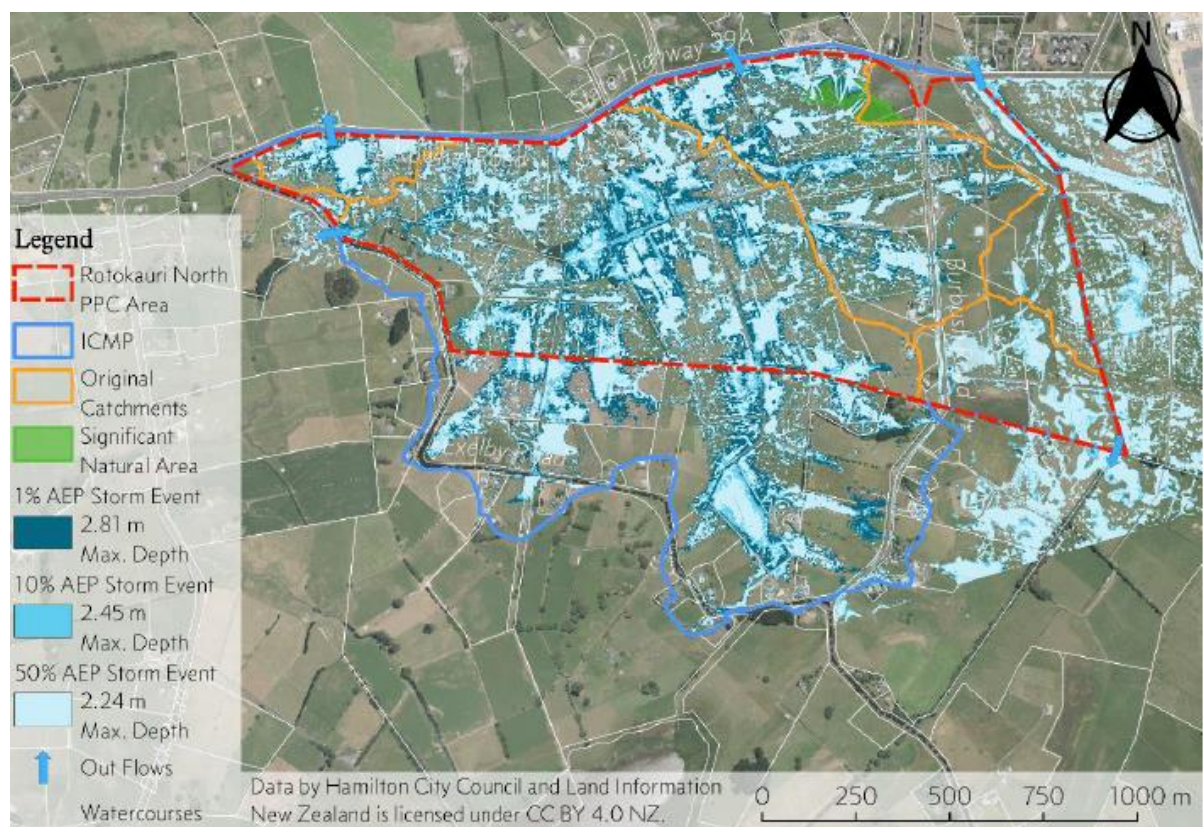 N
Highway 39A
Burbush
Exelby Road
Legend
Rotokauri North
PPC Area
ICMP
Original
Catchments
Significant
Natural Area
1% AEP Storm Event
2.81 m
Max. Depth
10% AEP Storm Event
2.45 m
Max. Depth
50% AEP Storm Event
2.24 m
Max. Depth
Out Flows
Watercourses
Data by Hamilton City Council and Land Information
New Zealand is licensed under CC BY 4.0 NZ.
0 250 500 750 1000 m